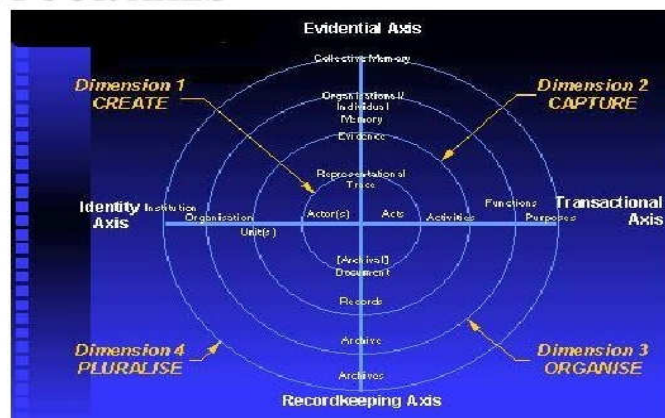 Evidential Axis
Collective Memory
Dimension 1
CREATE
Dimension 2
CAPTURE
Organisational/
Individual
Memory
Evidence
Representational
Trace
Identity
Axis
Institution
Organisation
Unit(s)
Actor(s)
Acts
Activities
Functions
Purposes
Transactional
Axis
[Archival]
Document
Records
Archive
Archives
Dimension 4
PLURALISE
Dimension 3
ORGANISE
Recordkeeping Axis